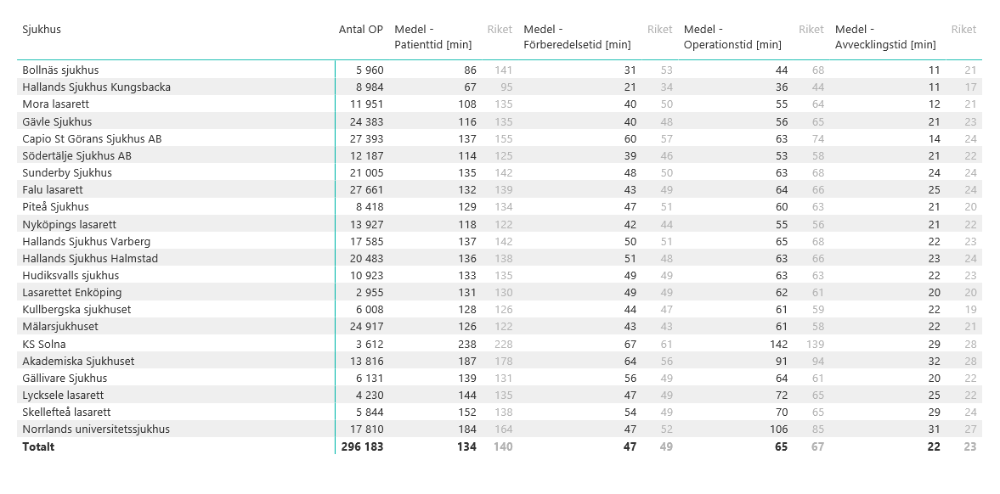 Sjukhus Antal OP Medel - Riket Medel - Riket Medel - Riket Medel - Riket
Patienttid [min] Förberedelsetid [min] Operationstid [min] Avvecklingstid [min]
Bollnäs sjukhus 5 960 86 141 31 53 44 68 11 21
Hallands Sjukhus Kungsbacka 8 984 67 95 21 34 36 44 11 17
Mora lasarett 11 951 108 135 40 50 55 64 12 21
Gävle Sjukhus 24 383 116 135 40 48 56 65 21 23
Capio St Görans Sjukhus AB 27 393 137 155 60 57 63 74 14 24
Södertälje Sjukhus AB 12 187 114 125 39 46 53 58 21 22
Sunderby Sjukhus 21 005 135 142 48 50 63 68 24 24
Falu lasarett 27 661 132 139 43 49 64 66 25 24
Piteå Sjukhus 8 418 129 134 47 51 60 63 21 20
Nyköpings lasarett 13 927 118 122 42 44 55 56 21 22
Hallands Sjukhus Varberg 17 585 137 142 50 51 65 68 22 23
Hallands Sjukhus Halmstad 20 483 136 138 51 48 63 66 23 24
Hudiksvalls sjukhus 10 923 133 135 49 49 63 63 22 23
Lasarettet Enköping 2 955 131 130 49 49 62 61 20 20
Kullbergska sjukhuset 6 008 128 126 44 47 61 59 22 19
Mälarsjukhuset 24 917 126 122 43 43 61 58 22 21
KS Solna 3 612 238 228 67 61 142 139 29 28
Akademiska Sjukhuset 13 816 187 178 64 56 91 94 32 28
Gällivare Sjukhus 6 131 139 131 56 49 64 61 20 22
Lycksele lasarett 4 230 144 135 47 49 72 65 25 22
Skellefteå lasarett 5 844 152 138 54 49 70 65 29 24
Norrlands universitetssjukhus 17 810 184 164 47 52 106 85 31 27
Totalt 296 183 134 140 47 49 65 67 22 23